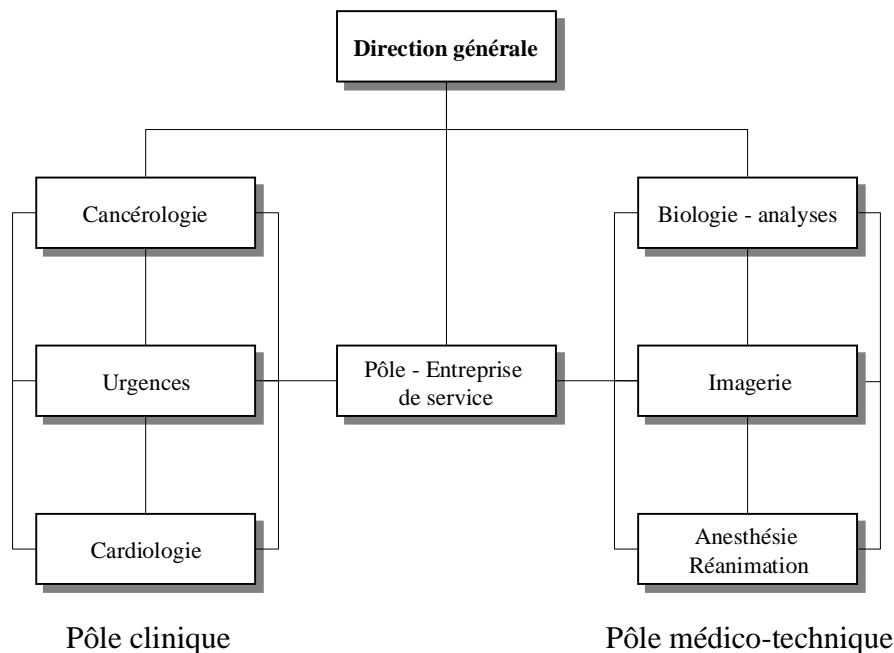 Direction générale
Cancérologie
Biologie - analyses
Urgences
Pôle - Entreprise
de service
Imagerie
Cardiologie
Anesthésie
Réanimation
Pôle clinique
Pôle médico-technique